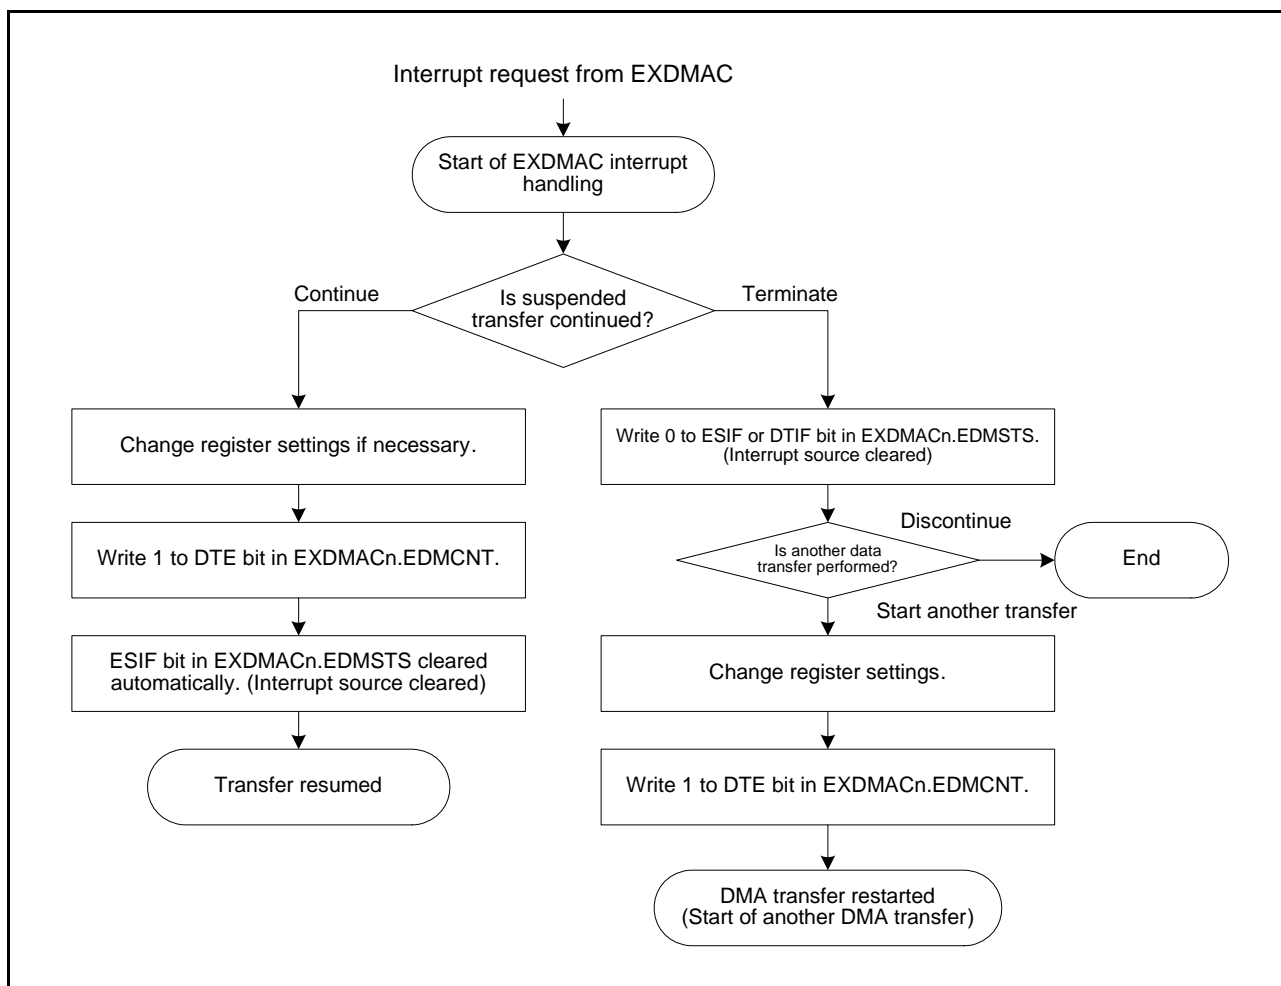 Interrupt request from EXDMAC
Start of EXDMAC interrupt
handling
Continue
Is suspended
transfer continued?
Terminate
Change register settings if necessary.
Write 1 to DTE bit in EXDMACn.EDMCNT.
ESIF bit in EXDMACn.EDMSTS cleared
automatically. (Interrupt source cleared)
Transfer resumed
Write 0 to ESIF or DTIF bit in EXDMACn.EDMSTS.
(Interrupt source cleared)
Is another data
transfer performed?
Discontinue
End
Start another transfer
Change register settings.
Write 1 to DTE bit in EXDMACn.EDMCNT.
DMA transfer restarted
(Start of another DMA transfer)